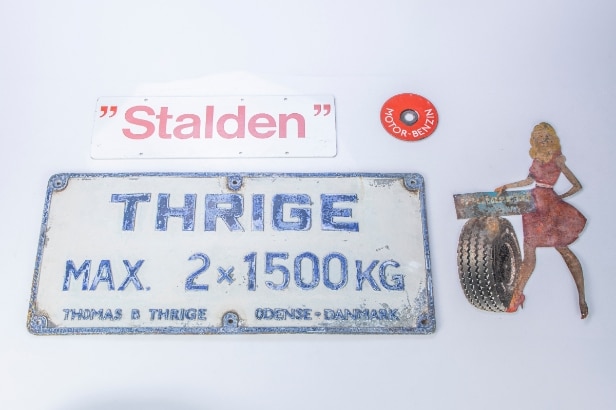 ”Stalden”
MOTOR-BENZIN
THRIGE
MAX. 2 x 1500 KG
THOMAS B THRIGE ODENSE - DANMARK